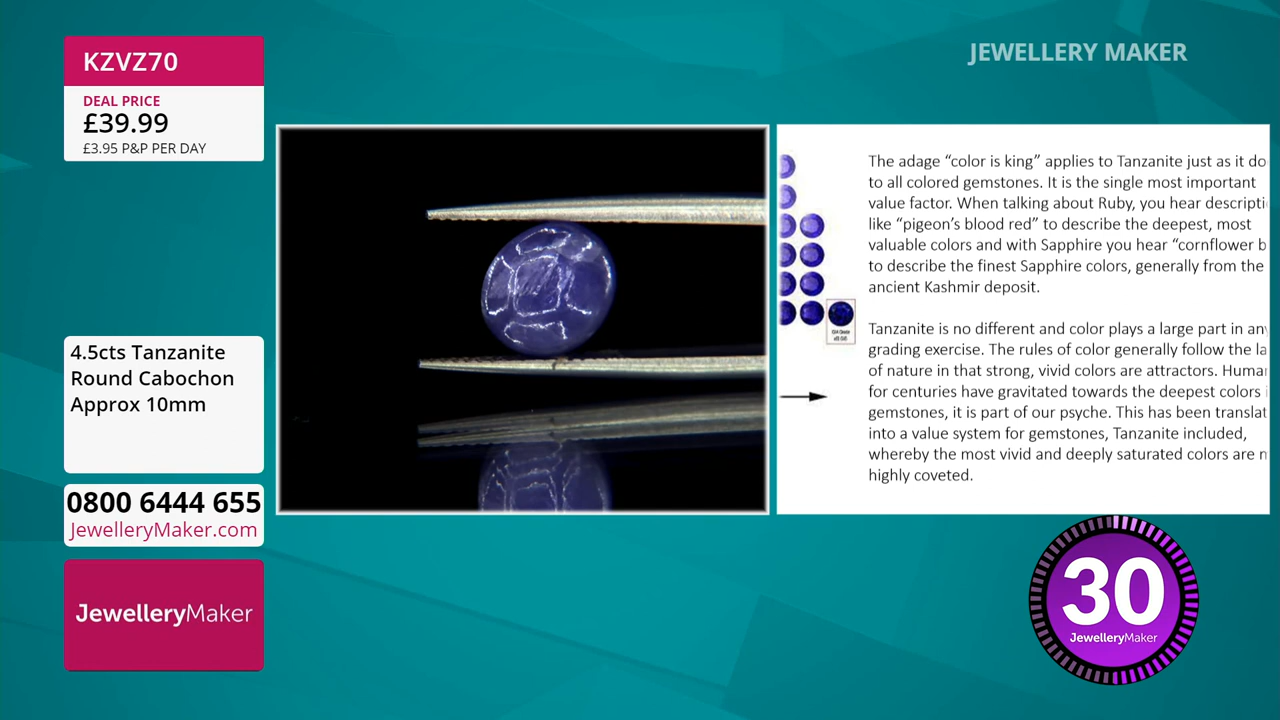 KZVZ70
DEAL PRICE
£39.99
£3.95 P&P PER DAY
JEWELLERY MAKER
4.5cts Tanzanite
Round Cabochon
Approx 10mm
0800 6444 655
JewelleryMaker.com
JewelleryMaker
The adage “color is king” applies to Tanzanite just as it do
to all colored gemstones. It is the single most important
value factor. When talking about Ruby, you hear descripti
like “pigeon’s blood red” to describe the deepest, most
valuable colors and with Sapphire you hear “cornflower b
to describe the finest Sapphire colors, generally from the
ancient Kashmir deposit.
Tanzanite is no different and color plays a large part in an
grading exercise. The rules of color generally follow the la
of nature in that strong, vivid colors are attractors. Human
for centuries have gravitated towards the deepest colors i
gemstones, it is part of our psyche. This has been translat
into a value system for gemstones, Tanzanite included,
whereby the most vivid and deeply saturated colors are m
highly coveted.
30
JewelleryMaker